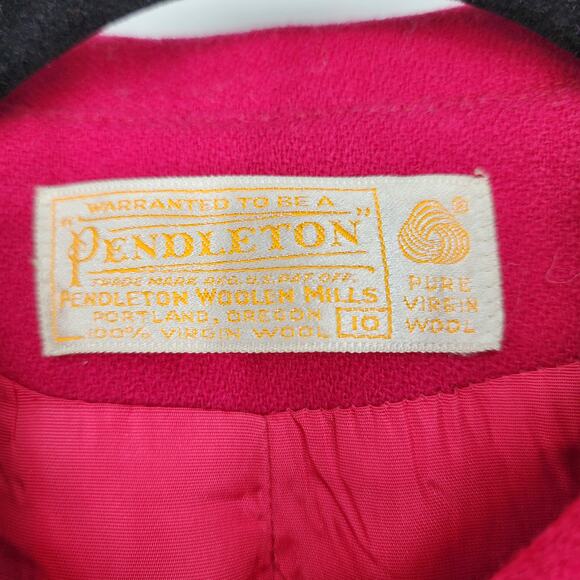 WARRANTED TO BE A
"PENDLETON"
TRADE MARK REG. U.S. PAT. OFF.
PENDLETON WOOLEN MILLS
PORTLAND, OREGON
100% VIRGIN WOOL
10
®
PURE
VIRGIN
WOOL